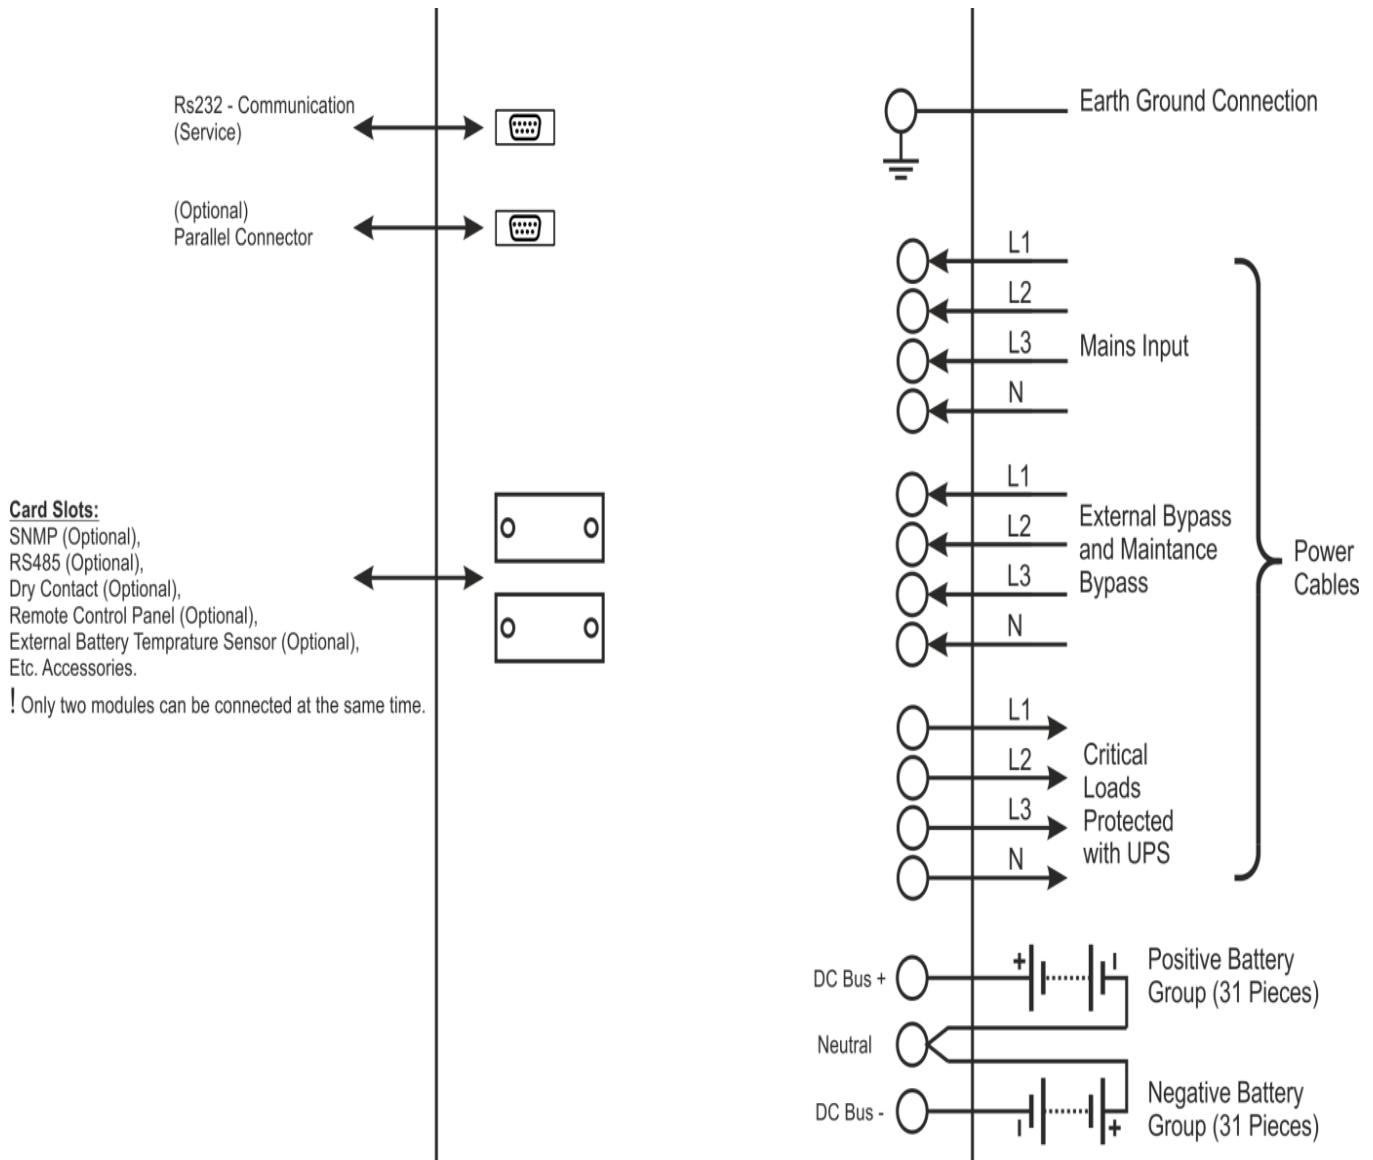 Rs232 - Communication
(Service)
(Optional)
Parallel Connector
Card Slots:
SNMP (Optional),
RS485 (Optional),
Dry Contact (Optional),
Remote Control Panel (Optional),
External Battery Temprature Sensor (Optional),
Etc. Accessories.
! Only two modules can be connected at the same time.
Earth Ground Connection
L1
L2
L3
N
Mains Input
L1
L2
L3
N
External Bypass
and Maintance
Bypass
L1
L2
L3
N
Critical
Loads
Protected
with UPS
Power
Cables
DC Bus +
+
-
Positive Battery
Group (31 Pieces)
Neutral
DC Bus -
-
+
Negative Battery
Group (31 Pieces)